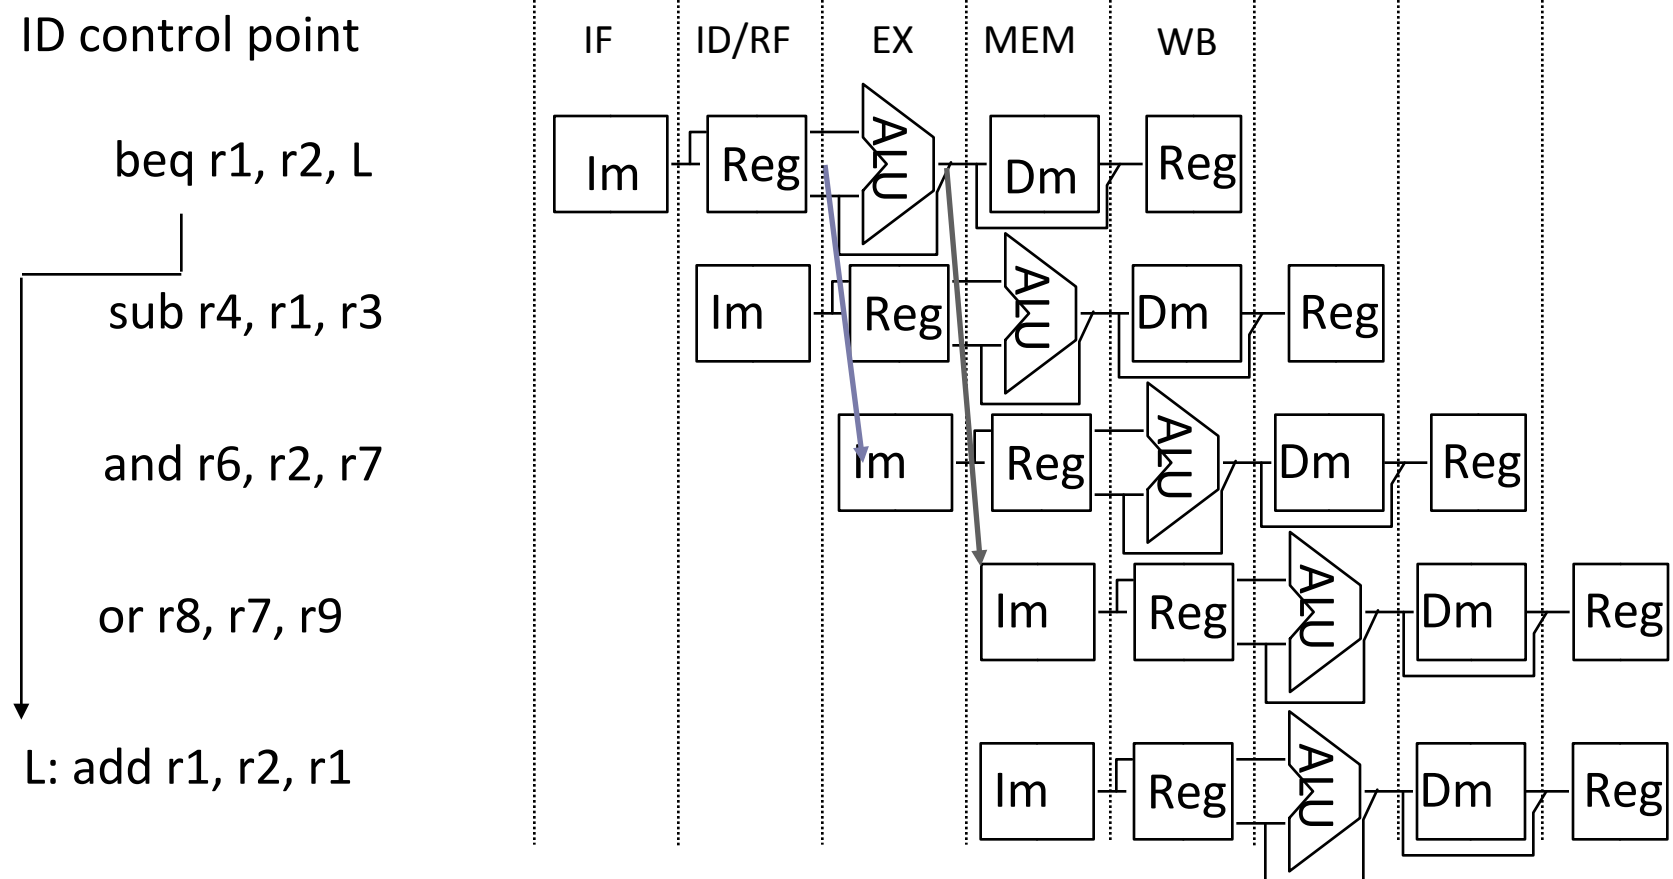 ID control point IF ID/RF EX MEM WB
beq r1, r2, L Im Reg ALU Dm Reg
sub r4, r1, r3 Im Reg ALU Dm Reg
and r6, r2, r7 Im Reg ALU Dm Reg
or r8, r7, r9 Im Reg ALU Dm Reg
L: add r1, r2, r1 Im Reg ALU Dm Reg